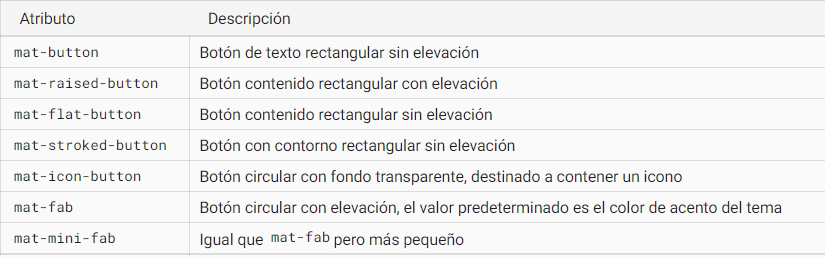 Atributo Descripción
mat-button Botón de texto rectangular sin elevación
mat-raised-button Botón contenido rectangular con elevación
mat-flat-button Botón contenido rectangular sin elevación
mat-stroked-button Botón con contorno rectangular sin elevación
mat-icon-button Botón circular con fondo transparente, destinado a contener un icono
mat-fab Botón circular con elevación, el valor predeterminado es el color de acento del tema
mat-mini-fab Igual que mat-fab pero más pequeño